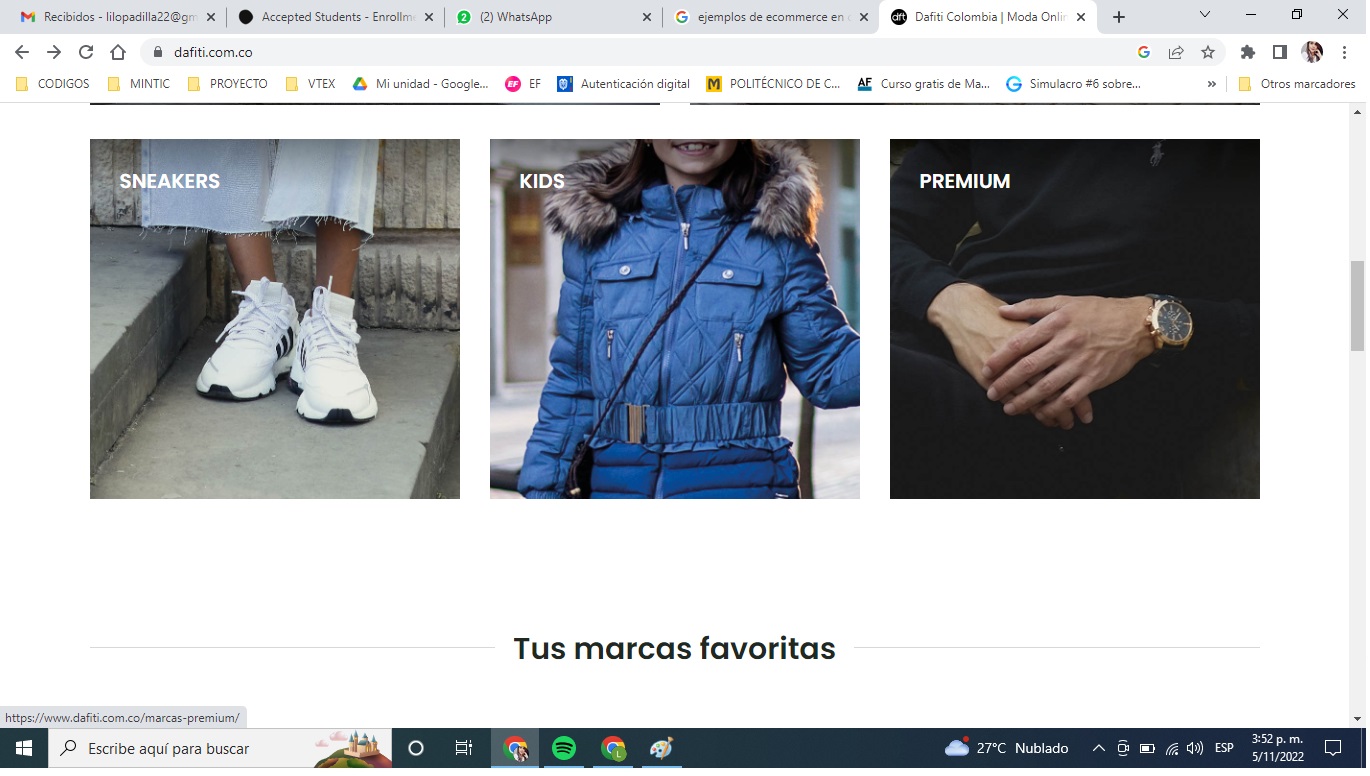 Recibidos - lilopadilla22@gm
Accepted Students - Enrollme
(2) WhatsApp
ejemplos de ecommerce en c
dft
Dafiti Colombia | Moda Onlin
dafiti.com.co
CODIGOS
MINTIC
PROYECTO
VTEX
Mi unidad - Google...
EF
EF
Autenticación digital
POLITÉCNICO DE C...
AF
Curso gratis de Ma...
Simulacro #6 sobre...
»
Otros marcadores
SNEAKERS
KIDS
PREMIUM
Tus marcas favoritas
https://www.dafiti.com.co/marcas-premium/
Escribe aquí para buscar
27°C Nublado
ESP
3:52 p. m.
5/11/2022